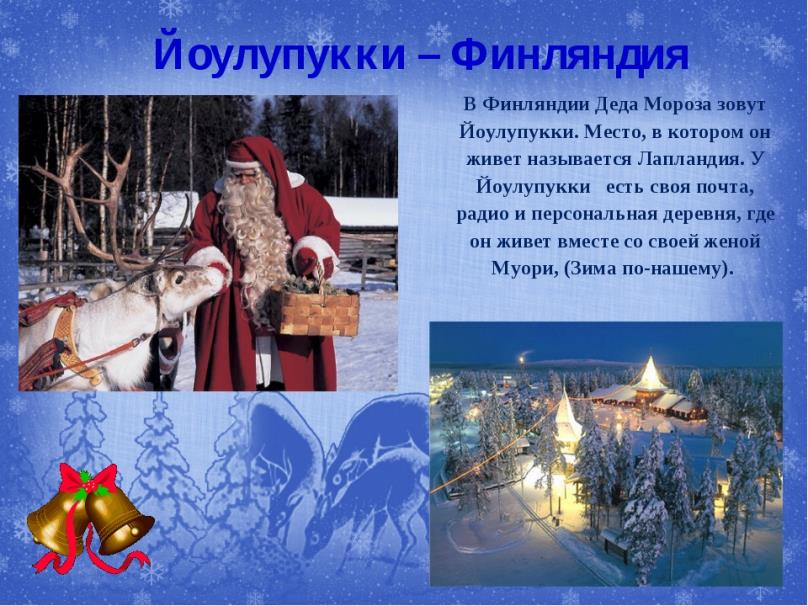 Йоулупукки – Финляндия
В Финляндии Деда Мороза зовут
Йоулупукки. Место, в котором он
живет называется Лапландия. У
Йоулупукки есть своя почта,
радио и персональная деревня, где
он живет вместе со своей женой
Муори, (Зима по-нашему).